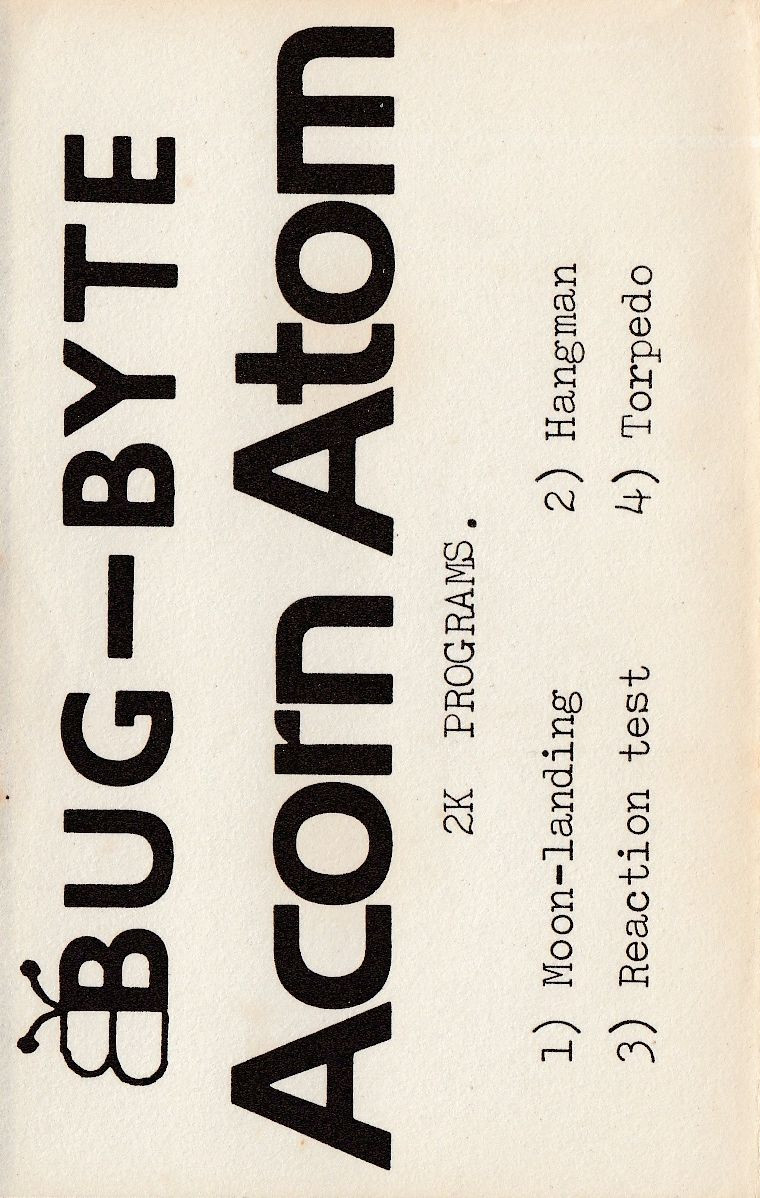 BUG-BYTE
Acorn Atom
2K PROGRAMS.
1) Moon-landing 2) Hangman
3) Reaction test 4) Torpedo